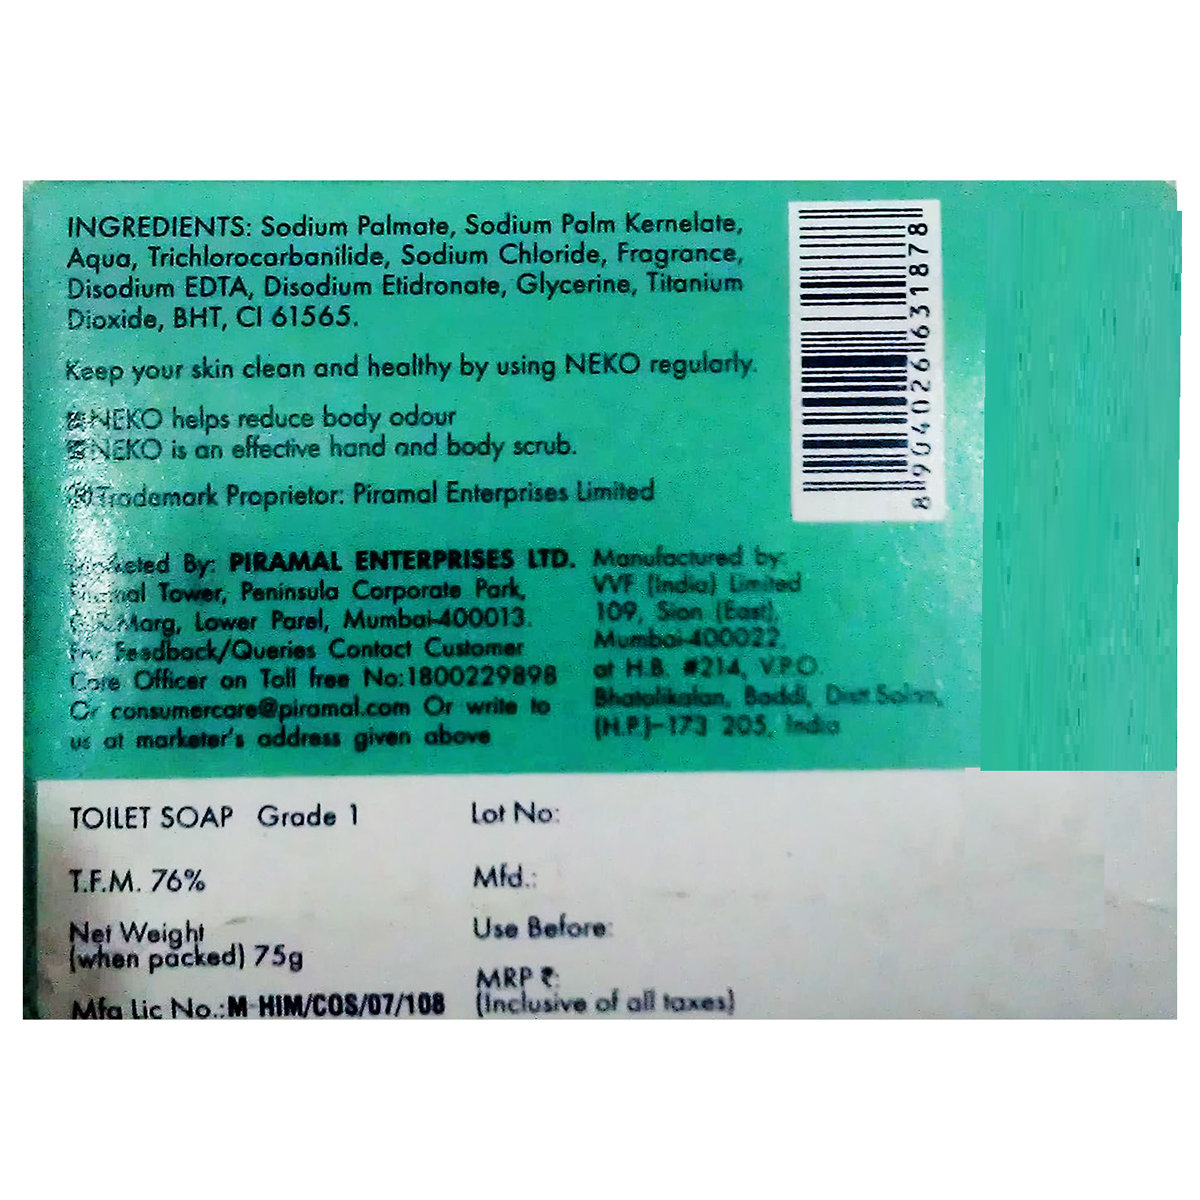 INGREDIENTS: Sodium Palmate, Sodium Palm Kernelate,
Aqua, Trichlorocarbanilide, Sodium Chloride, Fragrance,
Disodium EDTA, Disodium Etidronate, Glycerine, Titanium
Dioxide, BHT, CI 61565.
Keep your skin clean and healthy by using NEKO regularly.
NEKO helps reduce body odour
NEKO is an effective hand and body scrub.
Trademark Proprietor: Piramal Enterprises Limited
8 904026 631878
Marketed By: PIRAMAL ENTERPRISES LTD.
Tower, Peninsula Corporate Park,
Marg, Lower Parel, Mumbai-400013.
For Feedback/Queries Contact Customer
Care Officer on Toll free No:1800229898
Or consumercare@piramal.com Or write to
us at marketer's address given above
Manufactured by:
VVF (India) Limited
109, Sion (East),
Mumbai-400022,
at H.B. #214, V.P.O.
Baddi, Distt.Solan,
(H.P.)-173 205, India
TOILET SOAP Grade 1
T.F.M. 76%
Net Weight
(when packed) 75g
Mfg Lic No.:M-HIM/COS/07/108
Lot No:
Mfd.:
Use Before:
MRP ₹:
(Inclusive of all taxes)